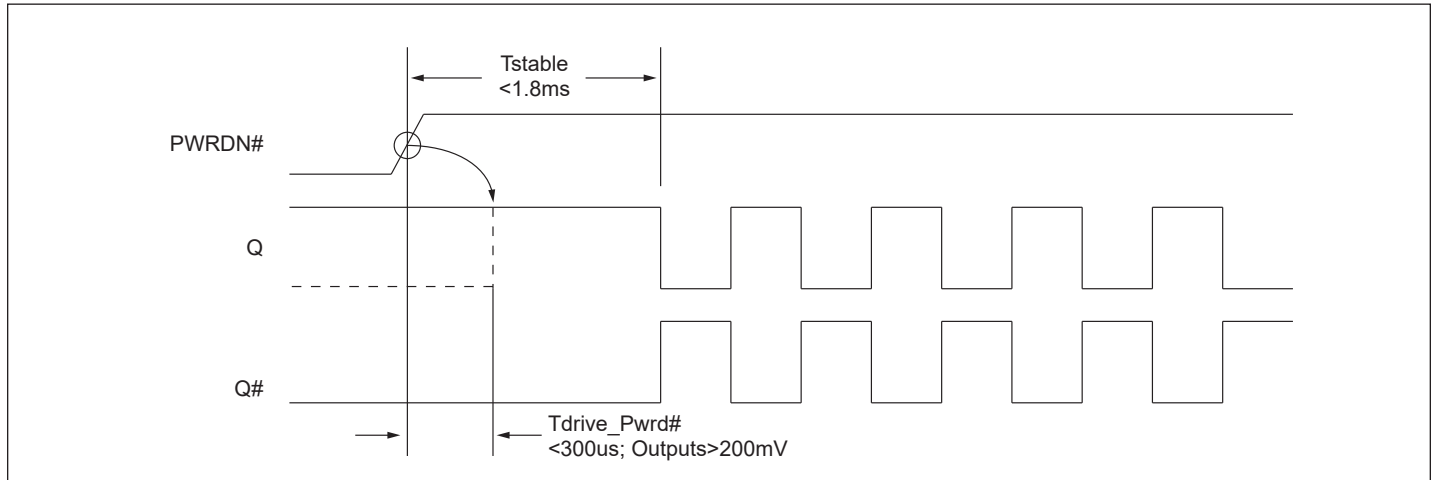 Tstable
<1.8ms
PWRDN#
Q
Q#
Tdrive_Pwrd#
<300us; Outputs>200mV